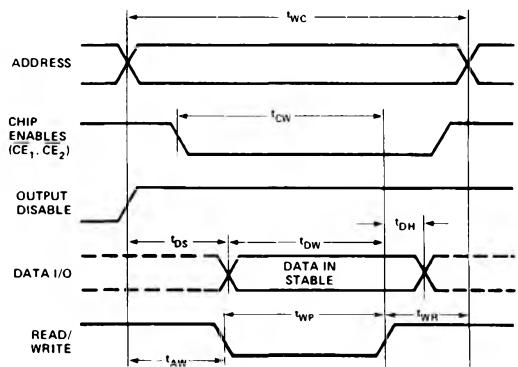 tWC
ADDRESS
tCW
CHIP
ENABLES
(CE1, CE2)
OUTPUT
DISABLE
tDH
tDS
tDW
DATA I/O
DATA IN
STABLE
tWP
tWR
READ/
WRITE
tAW